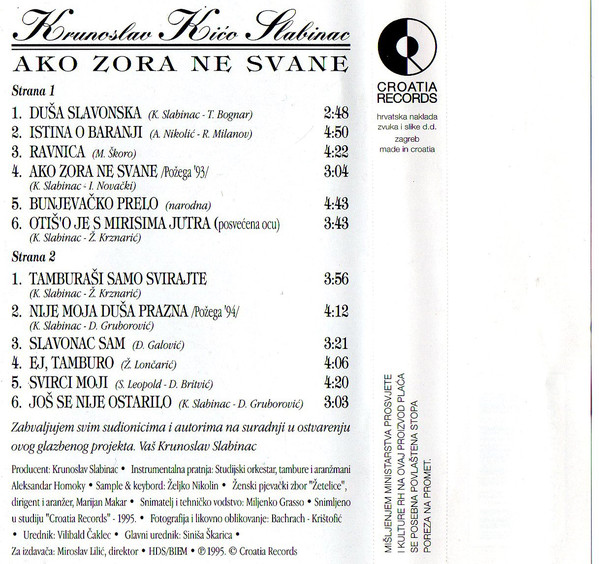 Krunoslav Kićo Slabinac
AKO ZORA NE SVANE
Strana 1
1. DUŠA SLAVONSKA (K. Slabinac - T. Bognar) 2:48
2. ISTINA O BARANJI (A. Nikolić - R. Milanov) 4:50
3. RAVNICA (M. Škoro) 4:22
4. AKO ZORA NE SVANE /Požega '93/ 3:04
(K. Slabinac - I. Novački)
5. BUNJEVAČKO PRELO (narodna) 4:43
6. OTIŠ'O JE S MIRISIMA JUTRA (posvećena ocu) 3:43
(K. Slabinac - Ž. Krznarić)
Strana 2
1. TAMBURAŠI SAMO SVIRAJTE 3:56
(K. Slabinac - Ž. Krznarić)
2. NIJE MOJA DUŠA PRAZNA /Požega '94/ 4:12
(K. Slabinac - D. Gruborović)
3. SLAVONAC SAM (D. Galović) 3:21
4. EJ, TAMBURO (Ž. Lončarić) 4:06
5. SVIRCI MOJI (S. Leopold - D. Britvić) 4:20
6. JOŠ SE NIJE OSTARILO (K. Slabinac - D. Gruborović) 3:03
Zahvaljujem svim sudionicima i autorima na suradnji u ostvarenju
ovog glazbenog projekta. Vaš Krunoslav Slabinac
Producent: Krunoslav Slabinac • Instrumentalna pratnja: Studijski orkestar, tambure i aranžmani
Aleksandar Homoky • Sample & keybord: Željko Nikolin • Ženski pjevački zbor "Žetelice",
dirigent i aranžer, Marijan Makar • Snimatelj i tehničko vodstvo: Miljenko Grasso • Snimljeno
u studiju "Croatia Records" - 1995. • Fotografija i likovno oblikovanje: Bachrach - Krištofić
• Urednik: Vilibald Čaklec • Glavni urednik: Siniša Škarica •
Za izdavača: Miroslav Lilić, direktor • HDS/BIEM • ℗ 1995. © Croatia Records
CROATIA
RECORDS
hrvatska naklada
zvuka i slike d.d.
zagreb
made in croatia
MIŠLJENJEM MINISTARSTVA PROSVJETE
I KULTURE RH NA OVAJ PROIZVOD PLAĆA
SE POSEBNA POVLAŠTENA STOPA
POREZA NA PROMET.